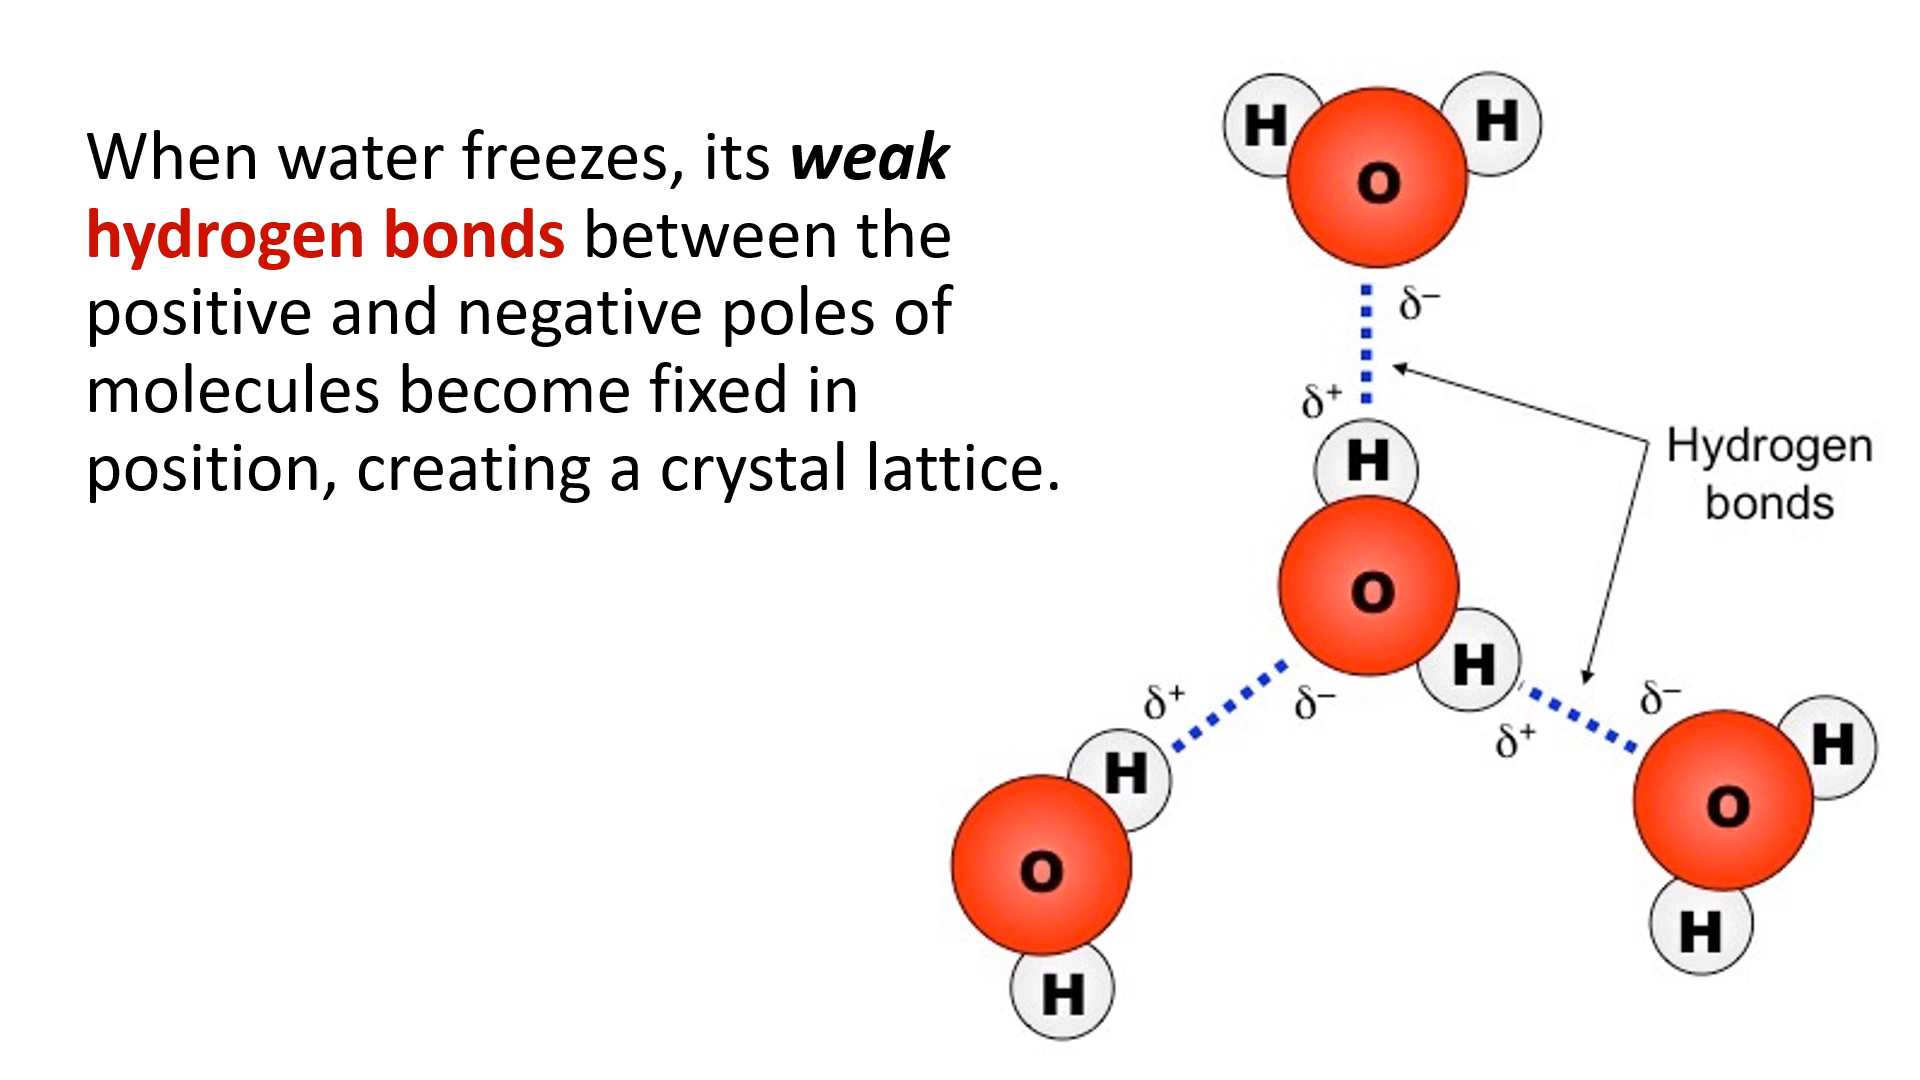 When water freezes, its weak
hydrogen bonds between the
positive and negative poles of
molecules become fixed in
position, creating a crystal lattice.
H
O
H
δ−
δ+
H
Hydrogen
bonds
O
H
δ+
δ−
δ−
δ+
H
H
O
O
H
H